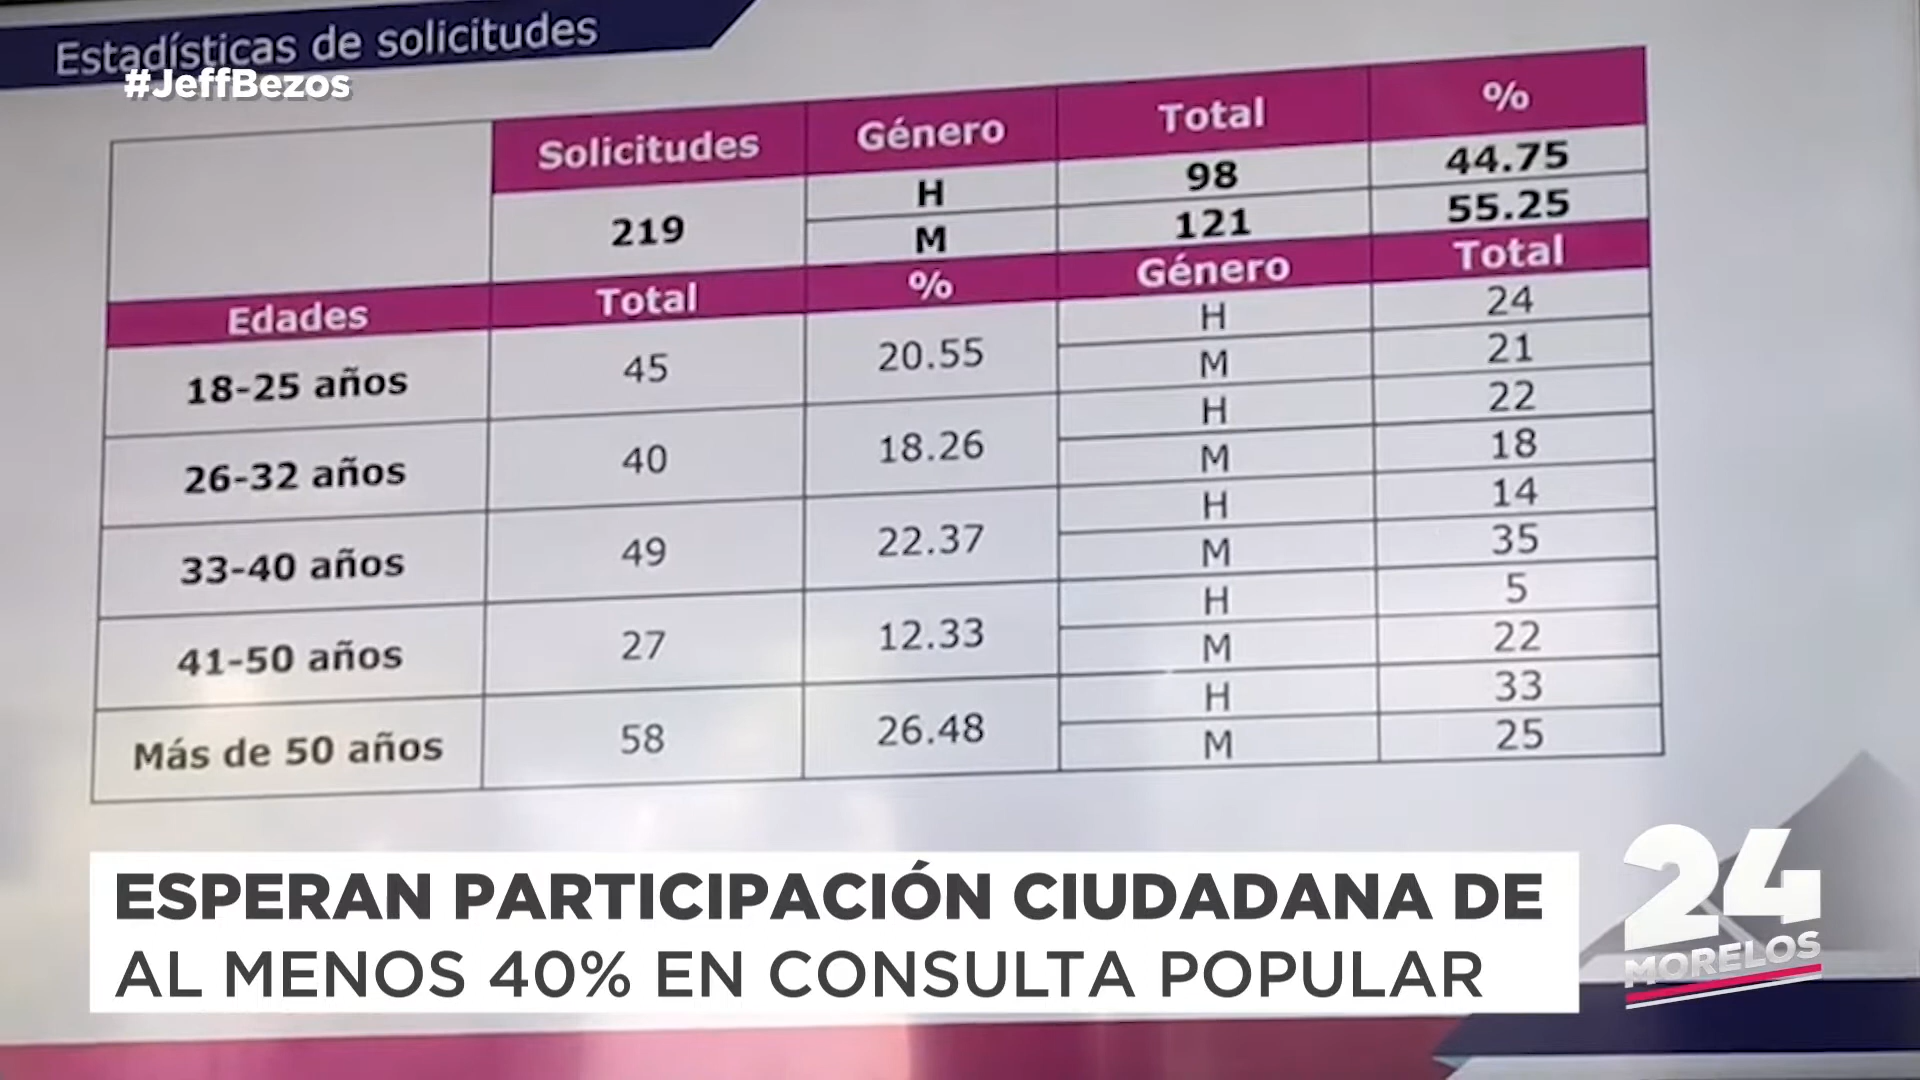 Estadísticas de solicitudes
#JeffBezos
Solicitudes Género Total %
219 H 98 44.75
M 121 55.25
Edades Total % Género Total
18-25 años 45 20.55 H 24
M 21
26-32 años 40 18.26 H 22
M 18
33-40 años 49 22.37 H 14
M 35
41-50 años 27 12.33 H 5
M 22
Más de 50 años 58 26.48 H 33
M 25
ESPERAN PARTICIPACIÓN CIUDADANA DE
AL MENOS 40% EN CONSULTA POPULAR
24
MORELOS